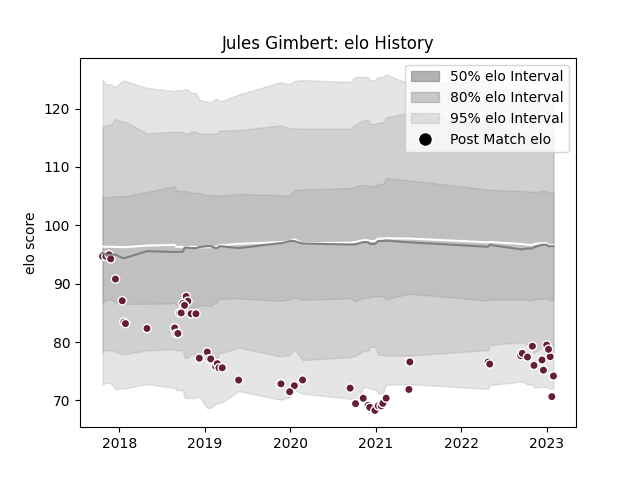 Jules Gimbert: elo History
50% elo Interval
80% elo Interval
95% elo Interval
Post Match elo
elo score
120
110
100
90
80
70
2018
2019
2020
2021
2022
2023